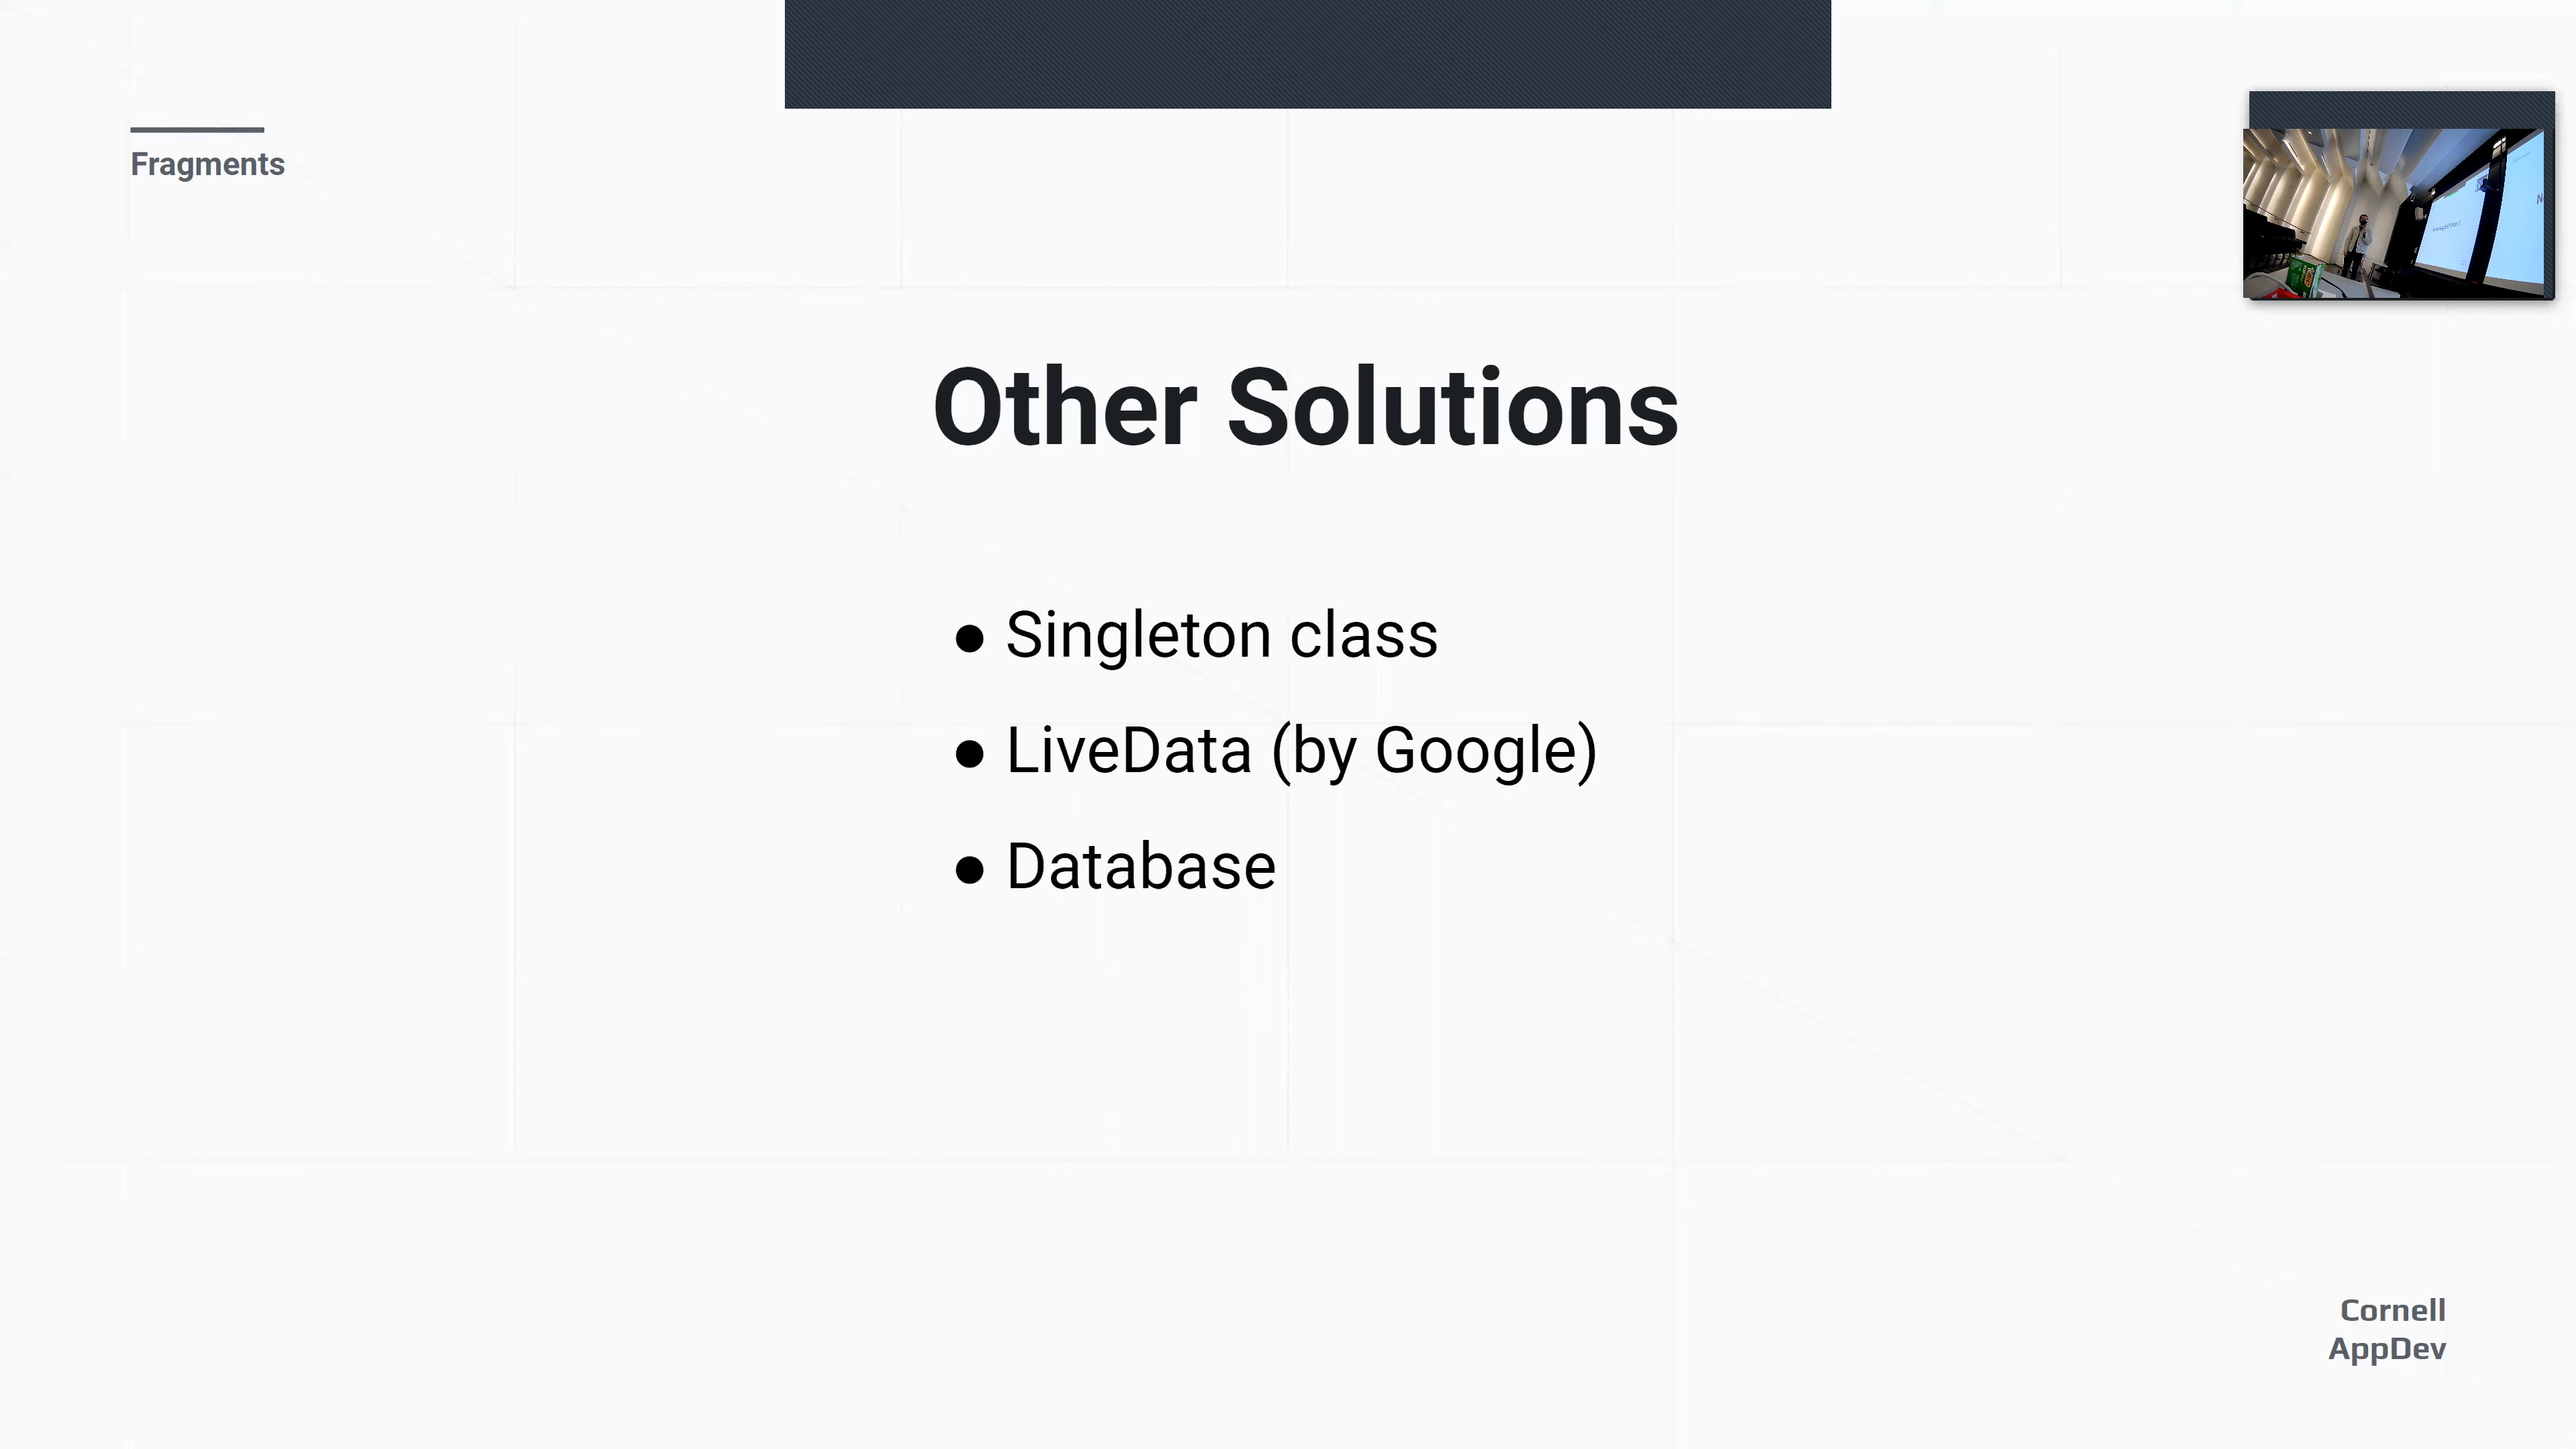 Fragments
Other Solutions
● Singleton class
● LiveData (by Google)
● Database
Cornell
AppDev